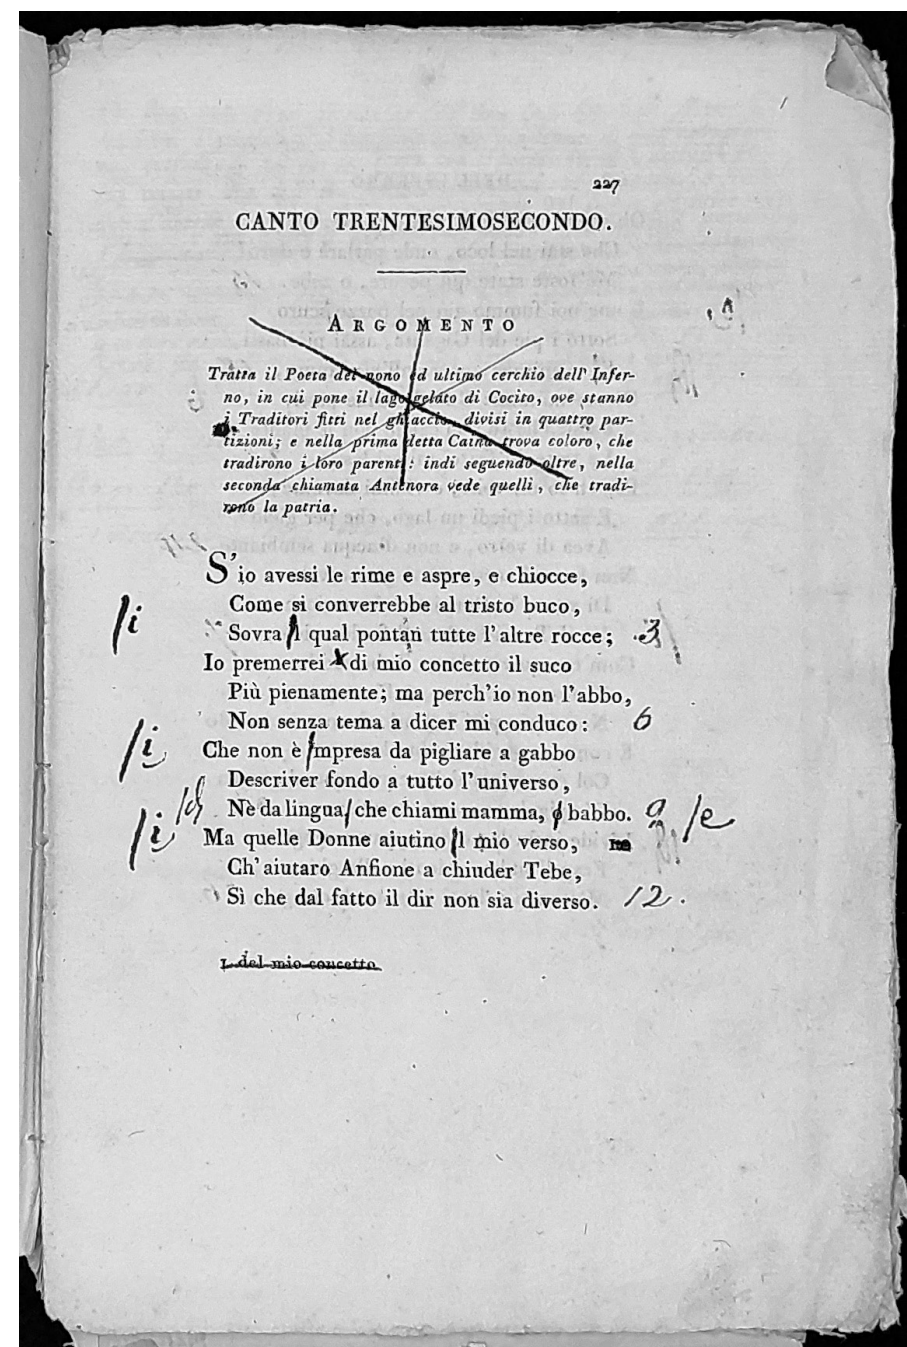 227
CANTO TRENTESIMOSECONDO.
ARGOMENTO
Tratta il Poeta del nono ed ultimo cerchio dell' Infer-
no, in cui pone il lago gelato di Cocito, ove stanno
i Traditori fitti nel ghiaccio, divisi in quattro par-
tizioni; e nella prima detta Caina trova coloro, che
tradirono i loro parenti: indi seguendo oltre, nella
seconda chiamata Antenora vede quelli, che tradi-
rono la patria.
S'io avessi le rime e aspre, e chiocce,
Come si converrebbe al tristo buco,
/i Sovra l qual pontan tutte l'altre rocce; 3
Io premerrei di mio concetto il suco
Più pienamente; ma perch'io non l'abbo,
Non senza tema a dicer mi conduco: 6
/i Che non è mpresa da pigliare a gabbo
Descriver fondo a tutto l'universo,
Nè da lingua che chiami mamma, babbo. 9 /e
/i Ma quelle Donne aiutino l mio verso,
Ch'aiutaro Anfione a chiuder Tebe,
Sì che dal fatto il dir non sia diverso. 12.
1 del mio concetto